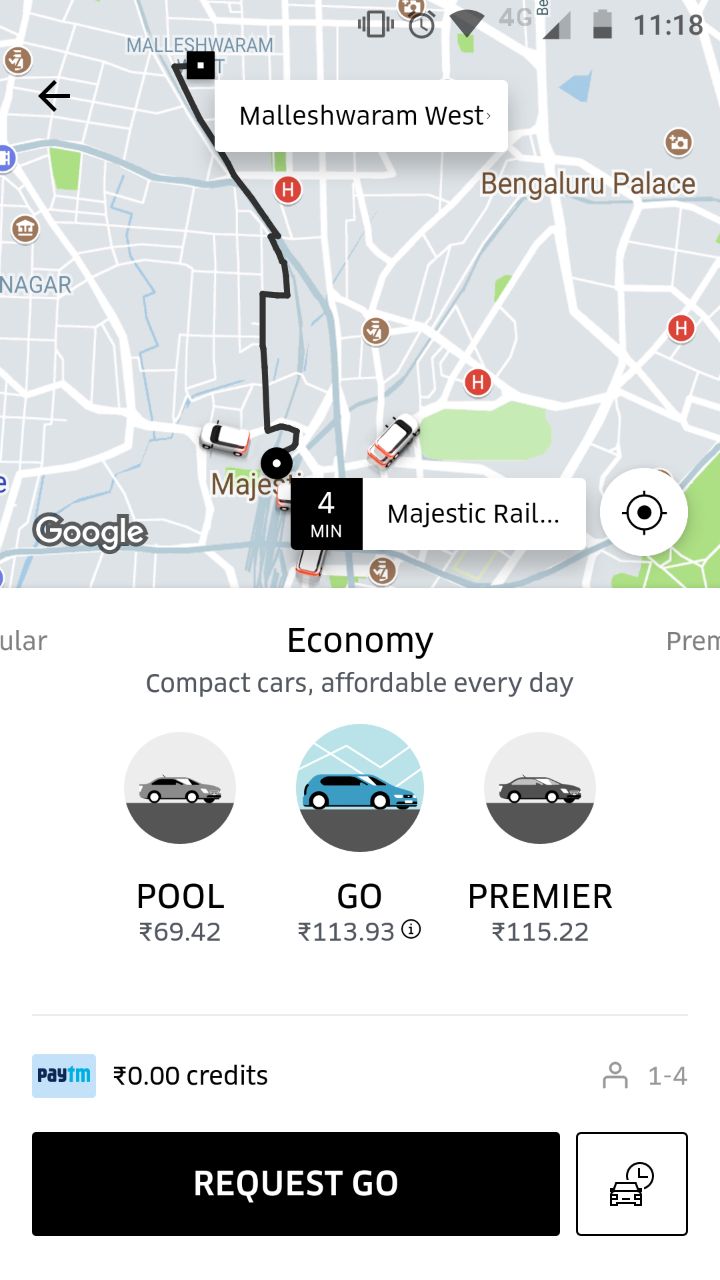 4G
Be
11:18
MALLESHWARAM
Malleshwaram West
H
Bengaluru Palace
NAGAR
H
H
Majesti
4
MIN
Majestic Rail...
Google
e
ular
Economy
Prem
Compact cars, affordable every day
POOL
GO
PREMIER
₹69.42
₹113.93
₹115.22
paytm
₹0.00 credits
1-4
REQUEST GO